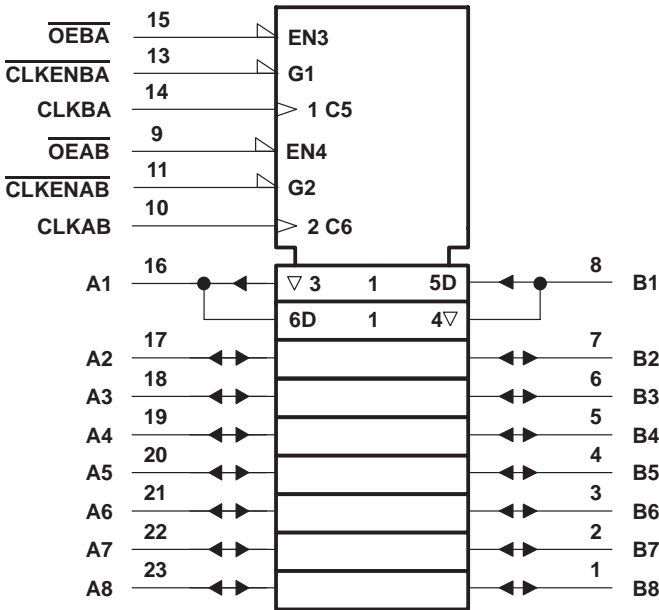 OEBA 15 EN3
CLKENBA 13 G1
CLKBA 14 1 C5
OEAB 9 EN4
CLKENAB 11 G2
CLKAB 10 2 C6
A1 16 ▽ 3 1 5D 8 B1
6D 1 4▽
A2 17 7 B2
A3 18 6 B3
A4 19 5 B4
A5 20 4 B5
A6 21 3 B6
A7 22 2 B7
A8 23 1 B8